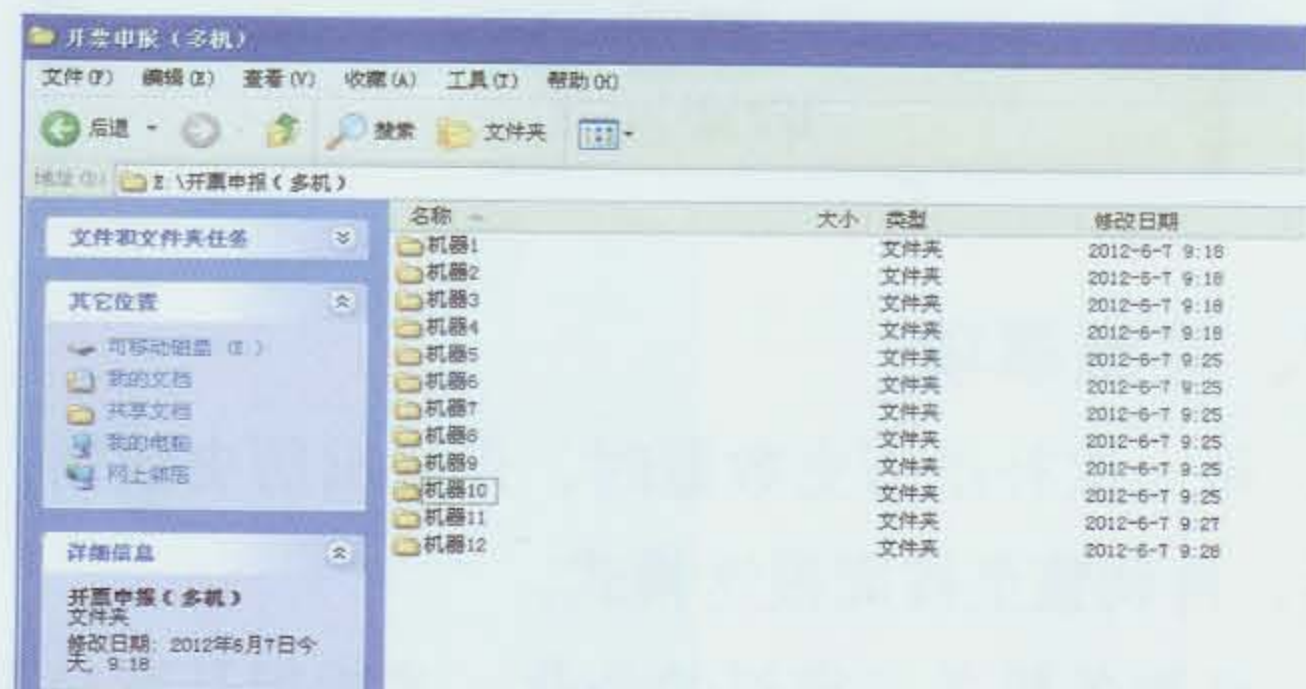 开票申报（多机）
文件(F) 编辑(E) 查看(V) 收藏(A) 工具(T) 帮助(H)
后退 搜索 文件夹
地址(D) E:\开票申报(多机)
名称 大小 类型 修改日期
机器1 文件夹 2012-6-7 9:18
机器2 文件夹 2012-6-7 9:18
机器3 文件夹 2012-6-7 9:18
机器4 文件夹 2012-6-7 9:18
机器5 文件夹 2012-6-7 9:25
机器6 文件夹 2012-6-7 9:25
机器7 文件夹 2012-6-7 9:25
机器8 文件夹 2012-6-7 9:25
机器9 文件夹 2012-6-7 9:25
机器10 文件夹 2012-6-7 9:25
机器11 文件夹 2012-6-7 9:27
机器12 文件夹 2012-6-7 9:28
文件和文件夹任务
其它位置
可移动磁盘 (E:)
我的文档
共享文档
我的电脑
网上邻居
详细信息
开票申报(多机)
文件夹
修改日期: 2012年6月7日今
天, 9:18